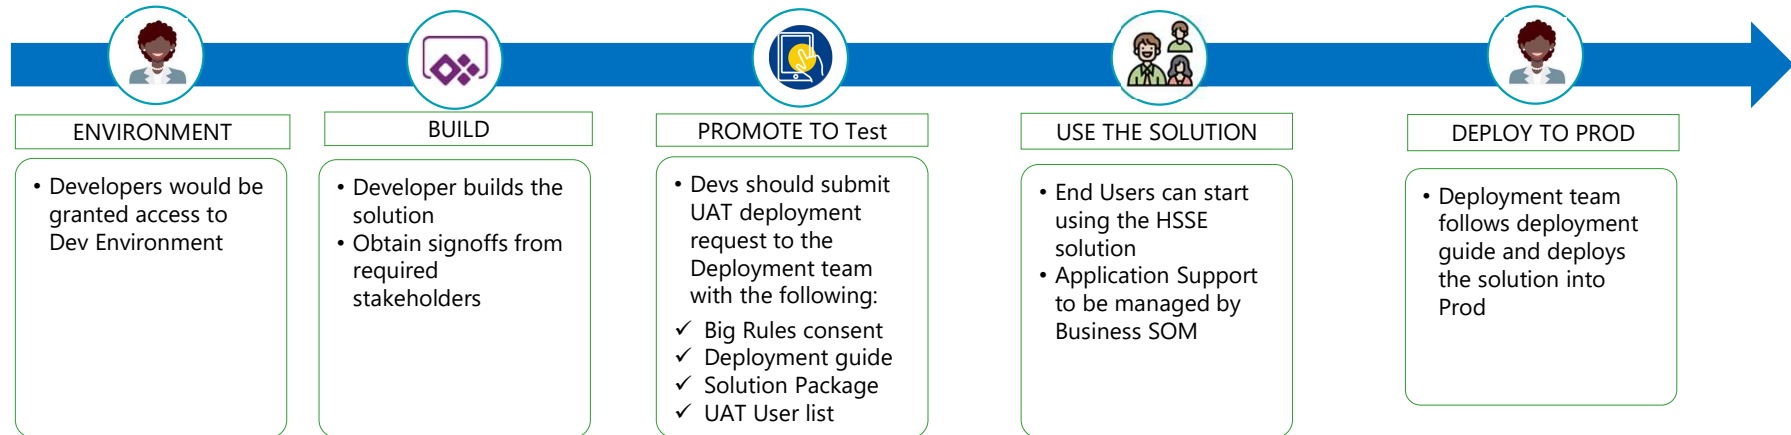 ENVIRONMENT
• Developers would be
granted access to
Dev Environment
BUILD
• Developer builds the
solution
• Obtain signoffs from
required
stakeholders
PROMOTE TO Test
• Devs should submit
UAT deployment
request to the
Deployment team
with the following:
✓ Big Rules consent
✓ Deployment guide
✓ Solution Package
✓ UAT User list
USE THE SOLUTION
• End Users can start
using the HSSE
solution
• Application Support
to be managed by
Business SOM
DEPLOY TO PROD
• Deployment team
follows deployment
guide and deploys
the solution into
Prod